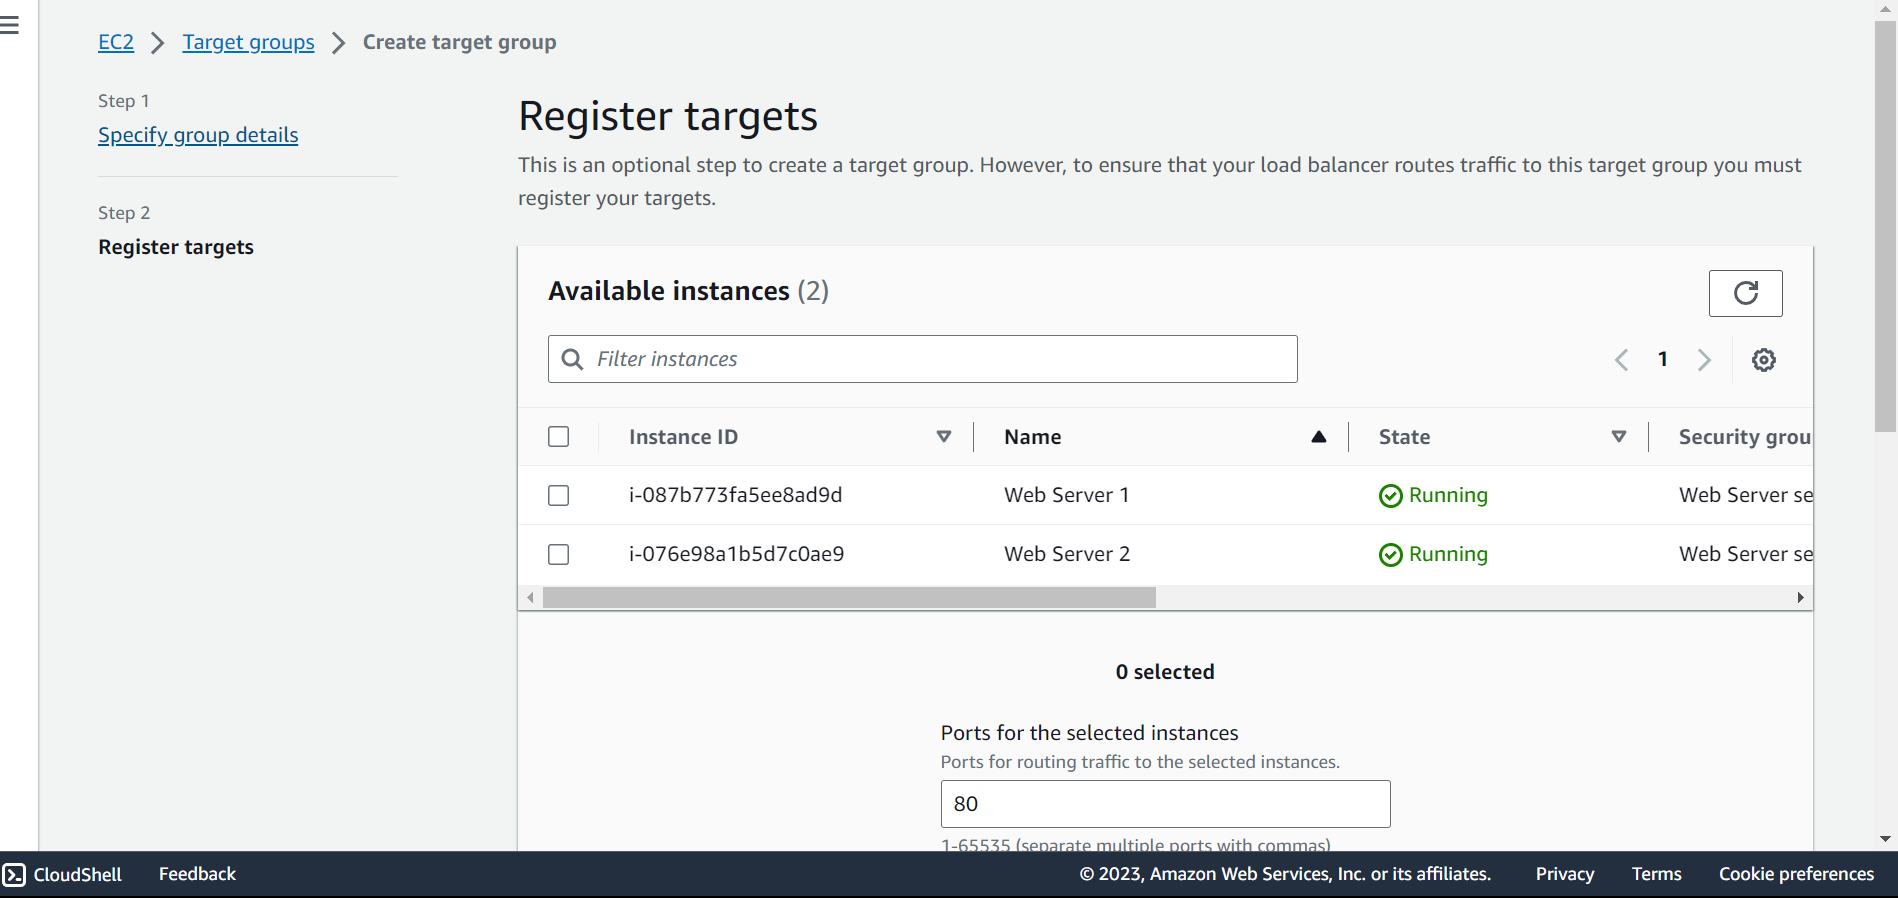 EC2 Target groups Create target group
Step 1
Specify group details
Step 2
Register targets
Register targets
This is an optional step to create a target group. However, to ensure that your load balancer routes traffic to this target group you must
register your targets.
Available instances (2)
Filter instances
1
Instance ID Name State Security grou
i-087b773fa5ee8ad9d Web Server 1 Running Web Server se
i-076e98a1b5d7c0ae9 Web Server 2 Running Web Server se
0 selected
Ports for the selected instances
Ports for routing traffic to the selected instances.
80
1-65535 (separate multiple ports with commas)
CloudShell Feedback © 2023, Amazon Web Services, Inc. or its affiliates. Privacy Terms Cookie preferences